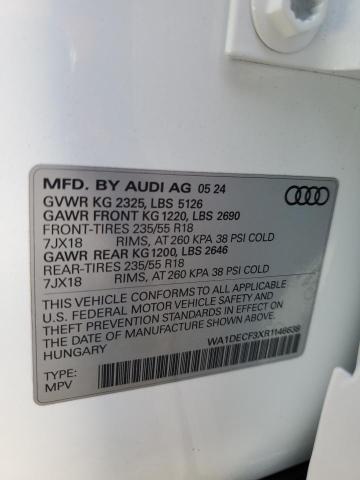 MFD. BY AUDI AG 05 24
GVWR KG 2325, LBS 5126
GAWR FRONT KG 1220, LBS 2690
FRONT-TIRES 235/55 R18
7JX18 RIMS, AT 260 KPA 38 PSI COLD
GAWR REAR KG 1200, LBS 2646
REAR-TIRES 235/55 R18
7JX18 RIMS, AT 260 KPA 38 PSI COLD
THIS VEHICLE CONFORMS TO ALL APPLICABLE
U.S. FEDERAL MOTOR VEHICLE SAFETY AND
THEFT PREVENTION STANDARDS IN EFFECT ON
THE DATE OF MANUFACTURE SHOWN ABOVE.
HUNGARY
WA1DECF3XR1146638
TYPE:
MPV